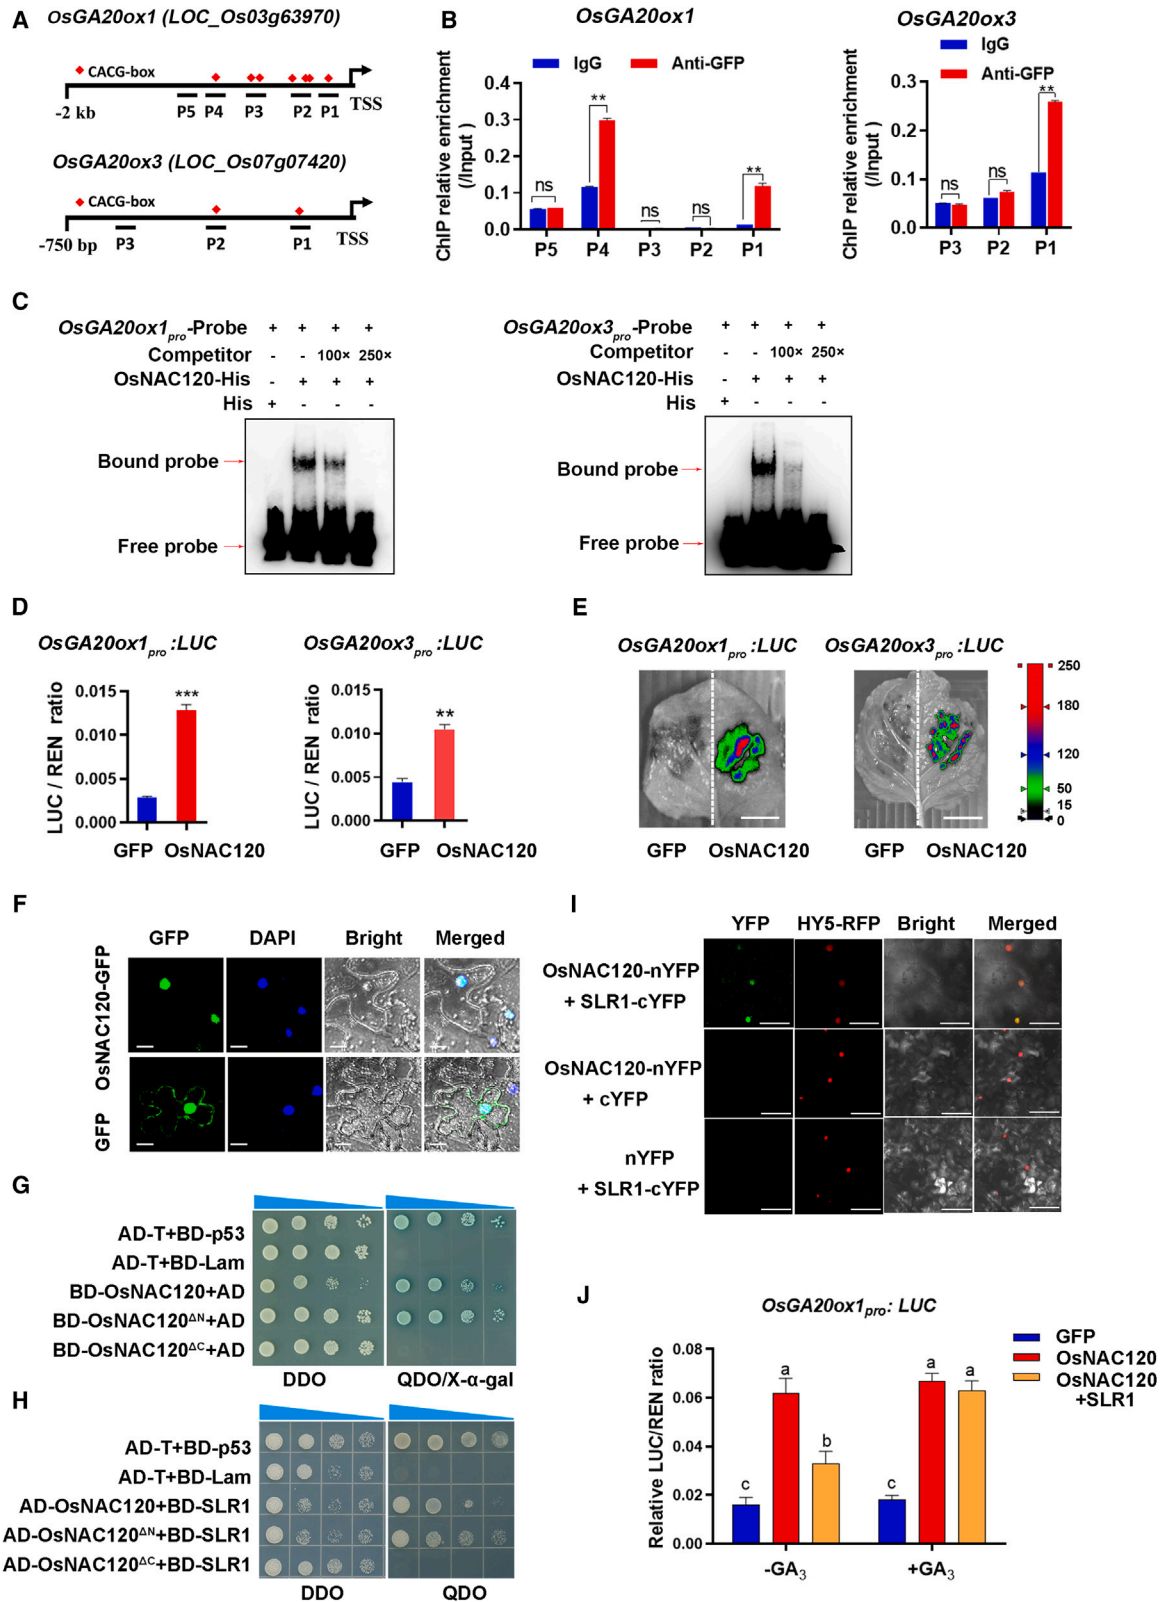 A
OsGA20ox1 (LOC_Os03g63970)
CACG-box
-2 kb
P5 P4 P3 P2 P1 TSS
OsGA20ox3 (LOC_Os07g07420)
CACG-box
-750 bp
P3 P2 P1 TSS
B
OsGA20ox1
IgG Anti-GFP
ChIP relative enrichment (/Input)
0.4
0.3
0.2
0.1
0.0
ns ** ns ns **
P5 P4 P3 P2 P1
OsGA20ox3
IgG
Anti-GFP
ChIP relative enrichment (/Input)
0.3
0.2
0.1
0.0
ns ns **
P3 P2 P1
C
OsGA20ox1pro-Probe + + + +
Competitor - - 100× 250×
OsNAC120-His - + + +
His + - - -
Bound probe
Free probe
OsGA20ox3pro-Probe + + + +
Competitor - - 100× 250×
OsNAC120-His - + + +
His + - - -
Bound probe
Free probe
D
OsGA20ox1pro:LUC
LUC / REN ratio
0.015
0.010
0.005
0.000
***
GFP OsNAC120
OsGA20ox3pro:LUC
LUC / REN ratio
0.015
0.010
0.005
0.000
**
GFP OsNAC120
E
OsGA20ox1pro:LUC OsGA20ox3pro:LUC
GFP OsNAC120 GFP OsNAC120
250
180
120
50
15
0
F
GFP DAPI Bright Merged
OsNAC120-GFP
GFP
G
AD-T+BD-p53
AD-T+BD-Lam
BD-OsNAC120+AD
BD-OsNAC120ΔN+AD
BD-OsNAC120ΔC+AD
DDO QDO/X-α-gal
H
AD-T+BD-p53
AD-T+BD-Lam
AD-OsNAC120+BD-SLR1
AD-OsNAC120ΔN+BD-SLR1
AD-OsNAC120ΔC+BD-SLR1
DDO QDO
I
YFP HY5-RFP Bright Merged
OsNAC120-nYFP
+ SLR1-cYFP
OsNAC120-nYFP
+ cYFP
nYFP
+ SLR1-cYFP
J
OsGA20ox1pro: LUC
GFP
OsNAC120
OsNAC120
+SLR1
Relative LUC/REN ratio
0.08
0.06
0.04
0.02
0.00
c a b c a a
-GA3 +GA3